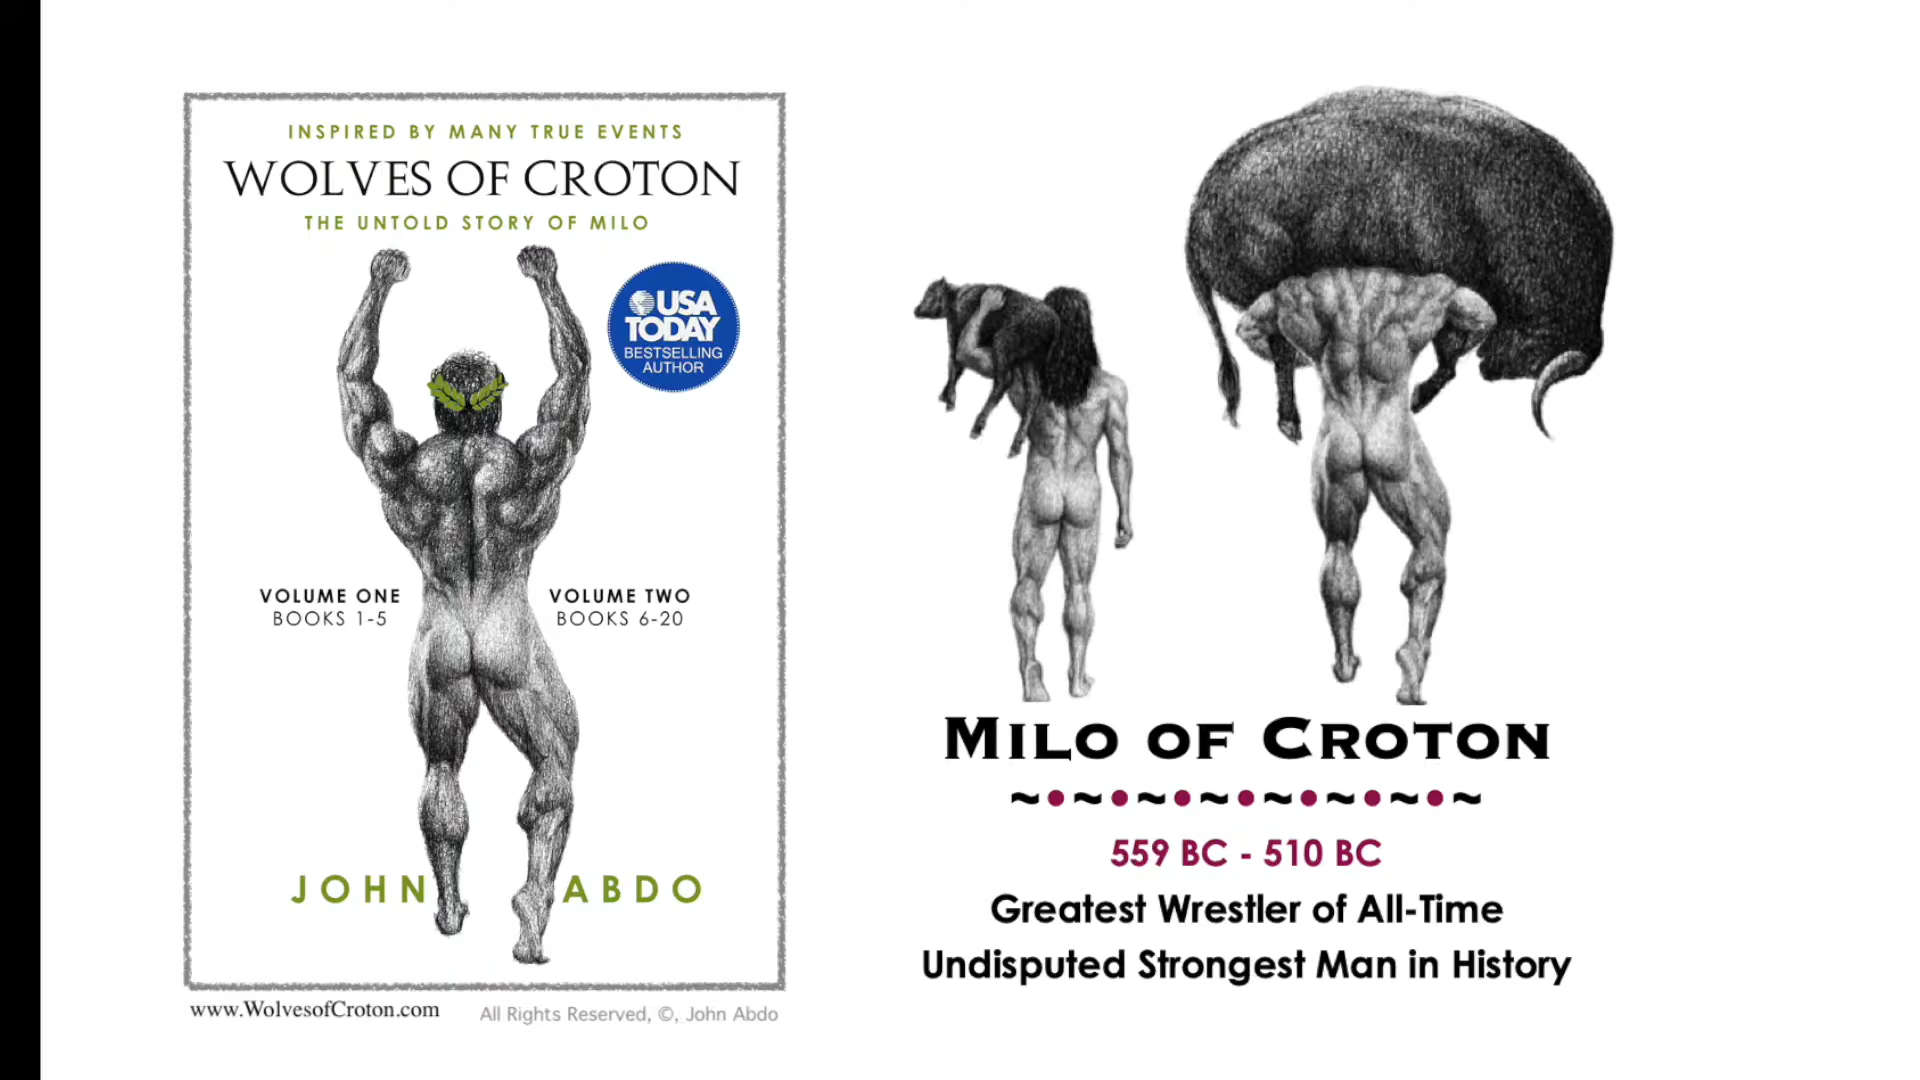 INSPIRED BY MANY TRUE EVENTS
WOLVES OF CROTON
THE UNTOLD STORY OF MILO
USA
TODAY
BESTSELLING
AUTHOR
VOLUME ONE
BOOKS 1-5
VOLUME TWO
BOOKS 6-20
JOHN ABDO
www.WolvesofCroton.com
All Rights Reserved, ©, John Abdo
MILO OF CROTON
~•~•~•~•~•~•~•~
559 BC - 510 BC
Greatest Wrestler of All-Time
Undisputed Strongest Man in History